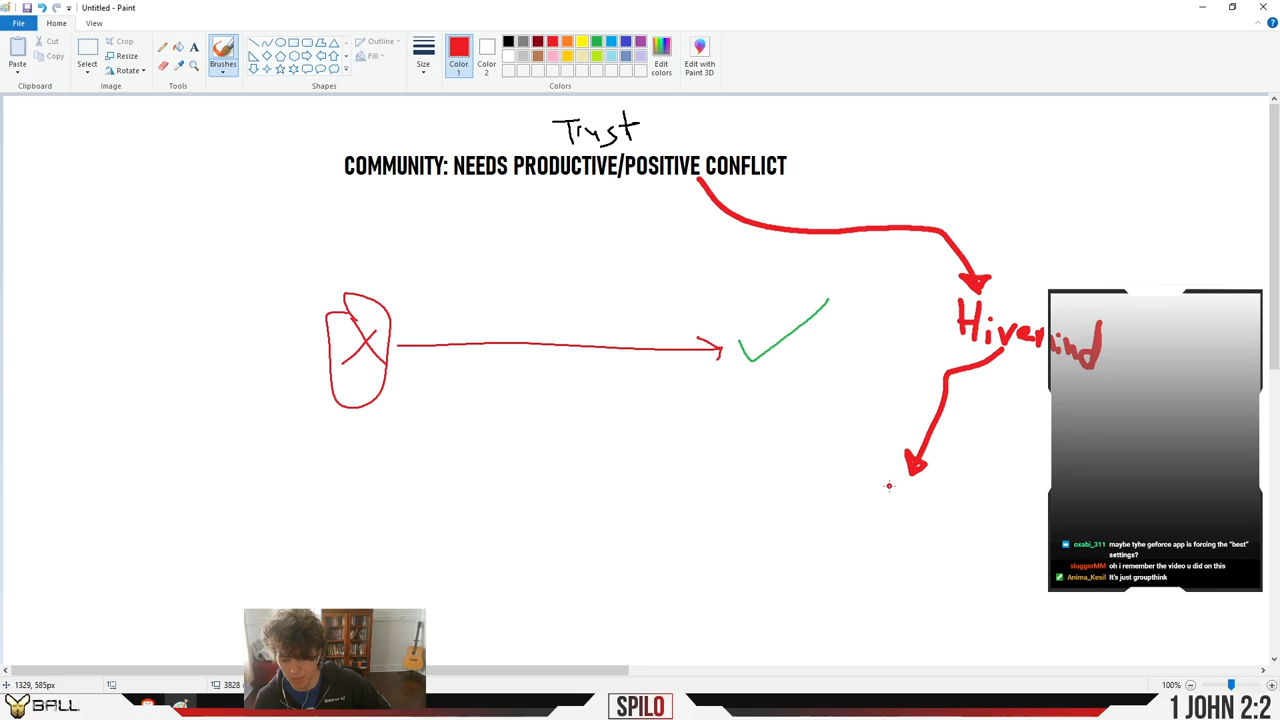 Untitled - Paint
File Home View
Paste Cut Copy Clipboard
Select Crop Resize Rotate Image
Tools
Brushes
Outline Fill Shapes
Size
Color 1 Color 2 Edit colors Colors
Edit with Paint 3D
Trust
COMMUNITY: NEEDS PRODUCTIVE/POSITIVE CONFLICT
Hivemind
oxabi_311 maybe tyhe geforce app is forcing the "best"
settings?
sluggerMM oh i remember the video u did on this
Anima_Kesil It's just groupthink
1329, 585px 3828 100%
BALL SPILO 1 JOHN 2:2